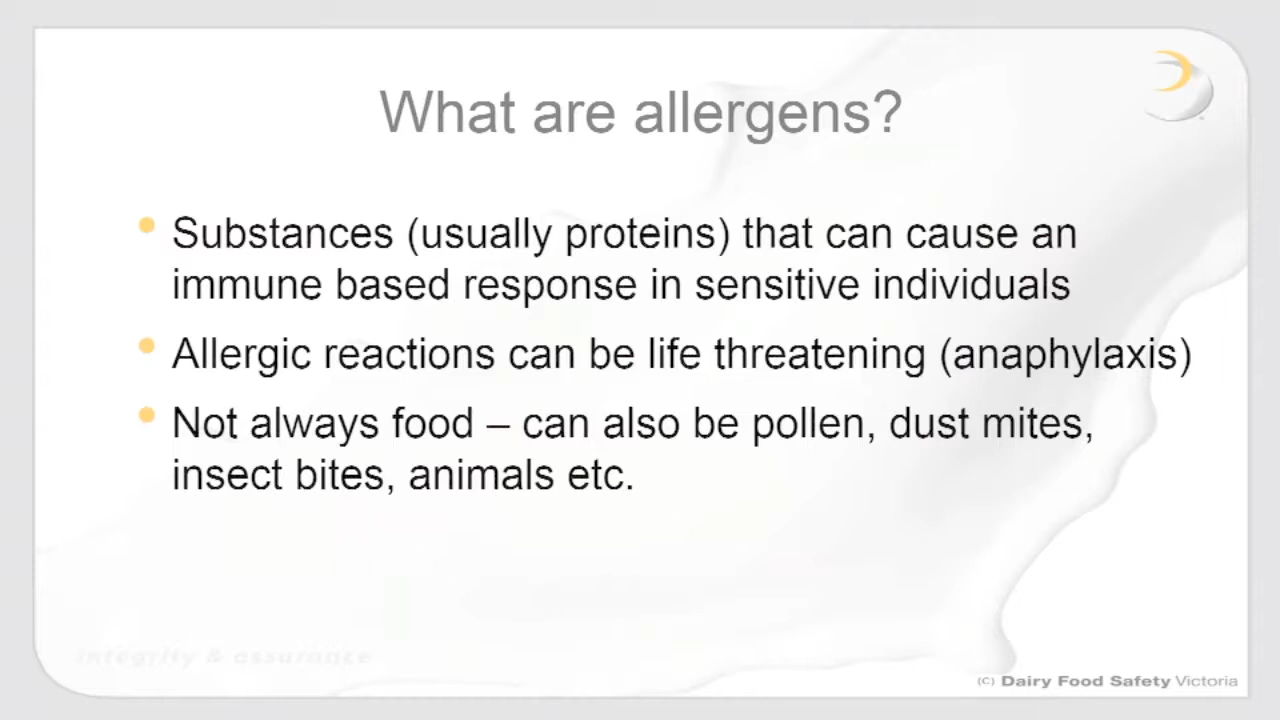 What are allergens?
Substances (usually proteins) that can cause an
immune based response in sensitive individuals
Allergic reactions can be life threatening (anaphylaxis)
Not always food – can also be pollen, dust mites,
insect bites, animals etc.
integrity & assurance
(C) Dairy Food Safety Victoria